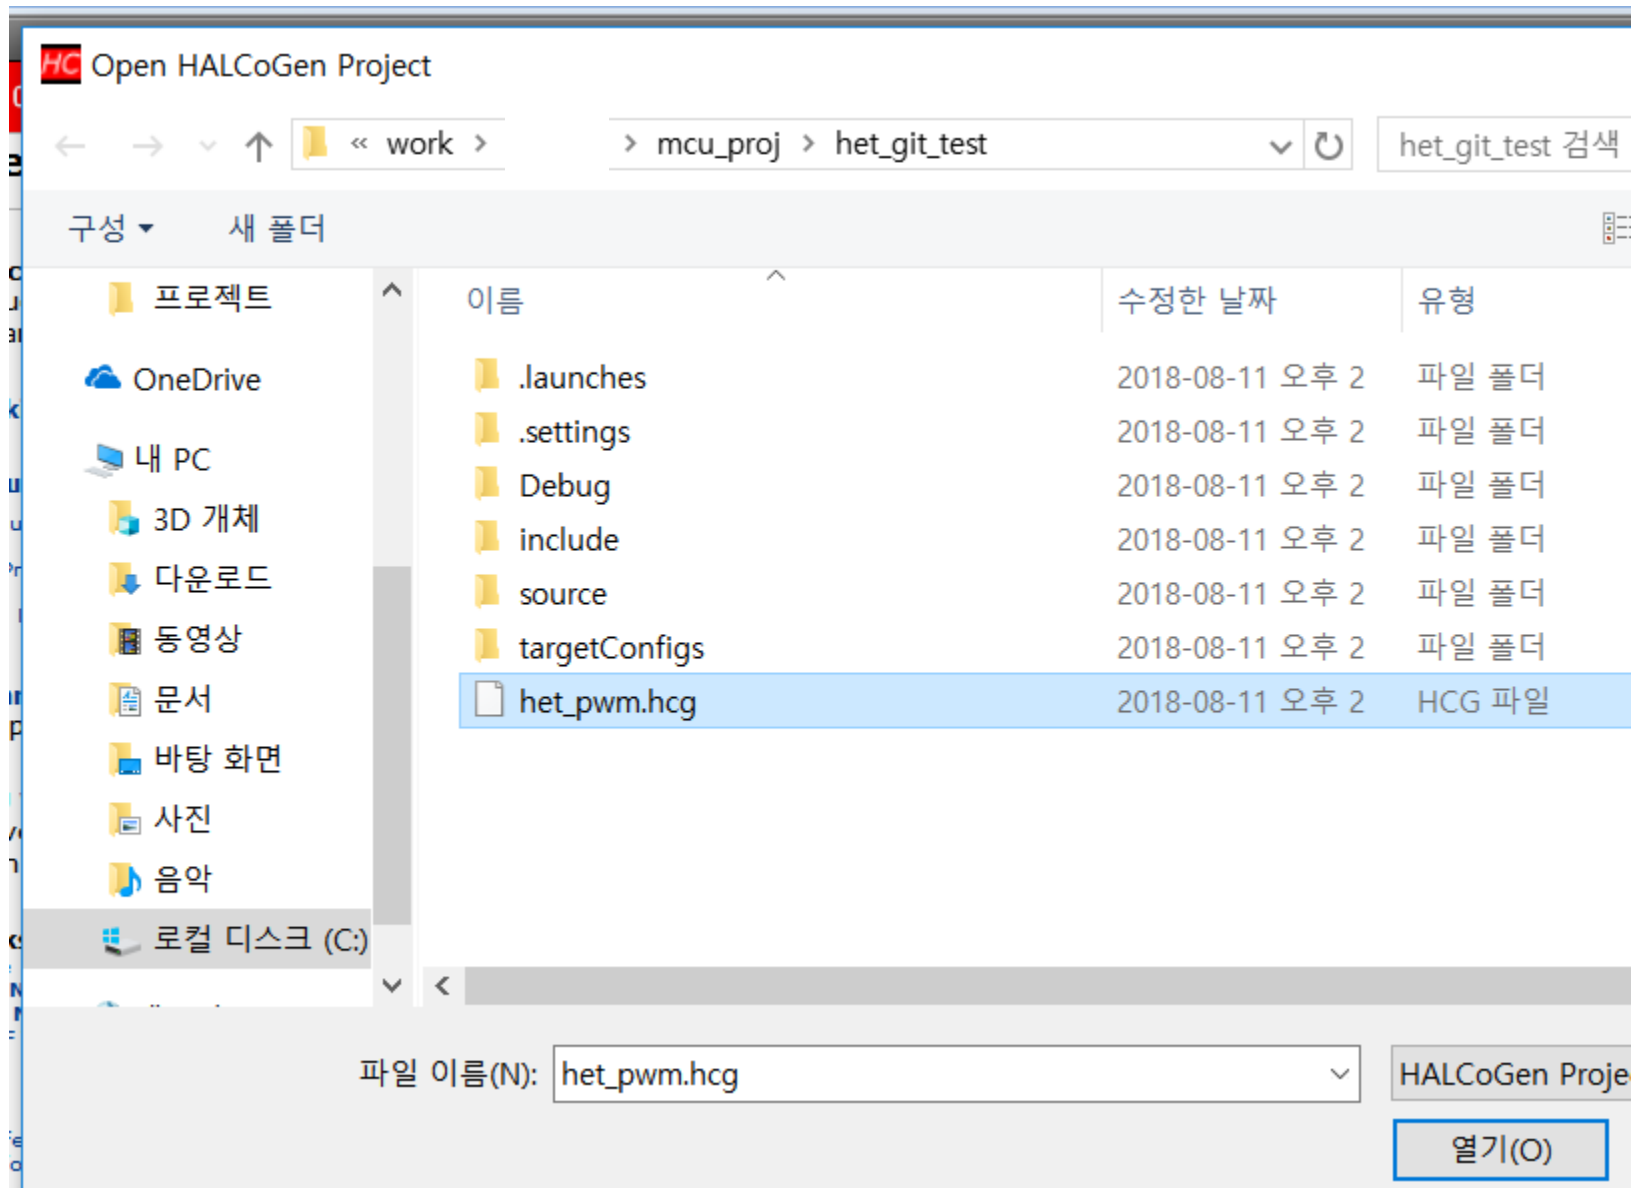 HC Open HALCoGen Project
« work > > mcu_proj > het_git_test het_git_test 검색
구성 새 폴더
프로젝트
OneDrive
내 PC
3D 개체
다운로드
동영상
문서
바탕 화면
사진
음악
로컬 디스크 (C:)
이름 수정한 날짜 유형
.launches 2018-08-11 오후 2 파일 폴더
.settings 2018-08-11 오후 2 파일 폴더
Debug 2018-08-11 오후 2 파일 폴더
include 2018-08-11 오후 2 파일 폴더
source 2018-08-11 오후 2 파일 폴더
targetConfigs 2018-08-11 오후 2 파일 폴더
het_pwm.hcg 2018-08-11 오후 2 HCG 파일
파일 이름(N): het_pwm.hcg HALCoGen Proje
열기(O)